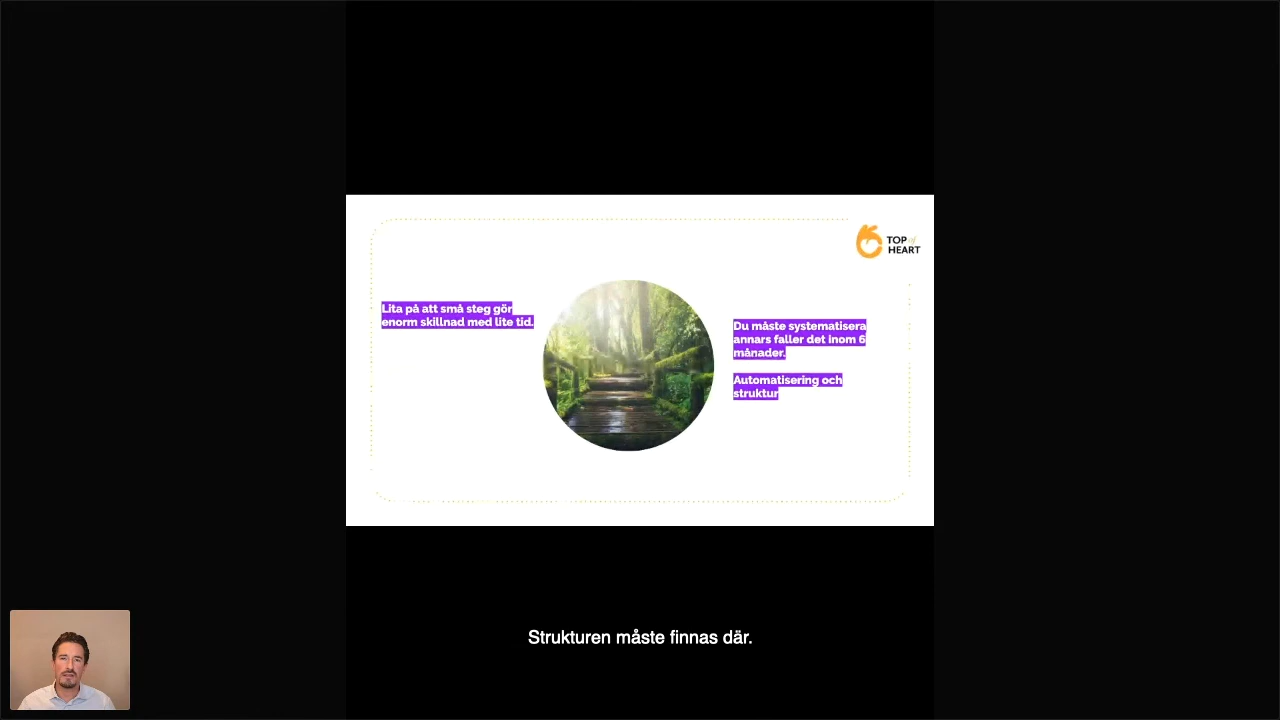 TOP of
HEART
Lita på att små steg gör
enorm skillnad med lite tid.
Du måste systematisera
annars faller det inom 6
månader.
Automatisering och
struktur
Strukturen måste finnas där.